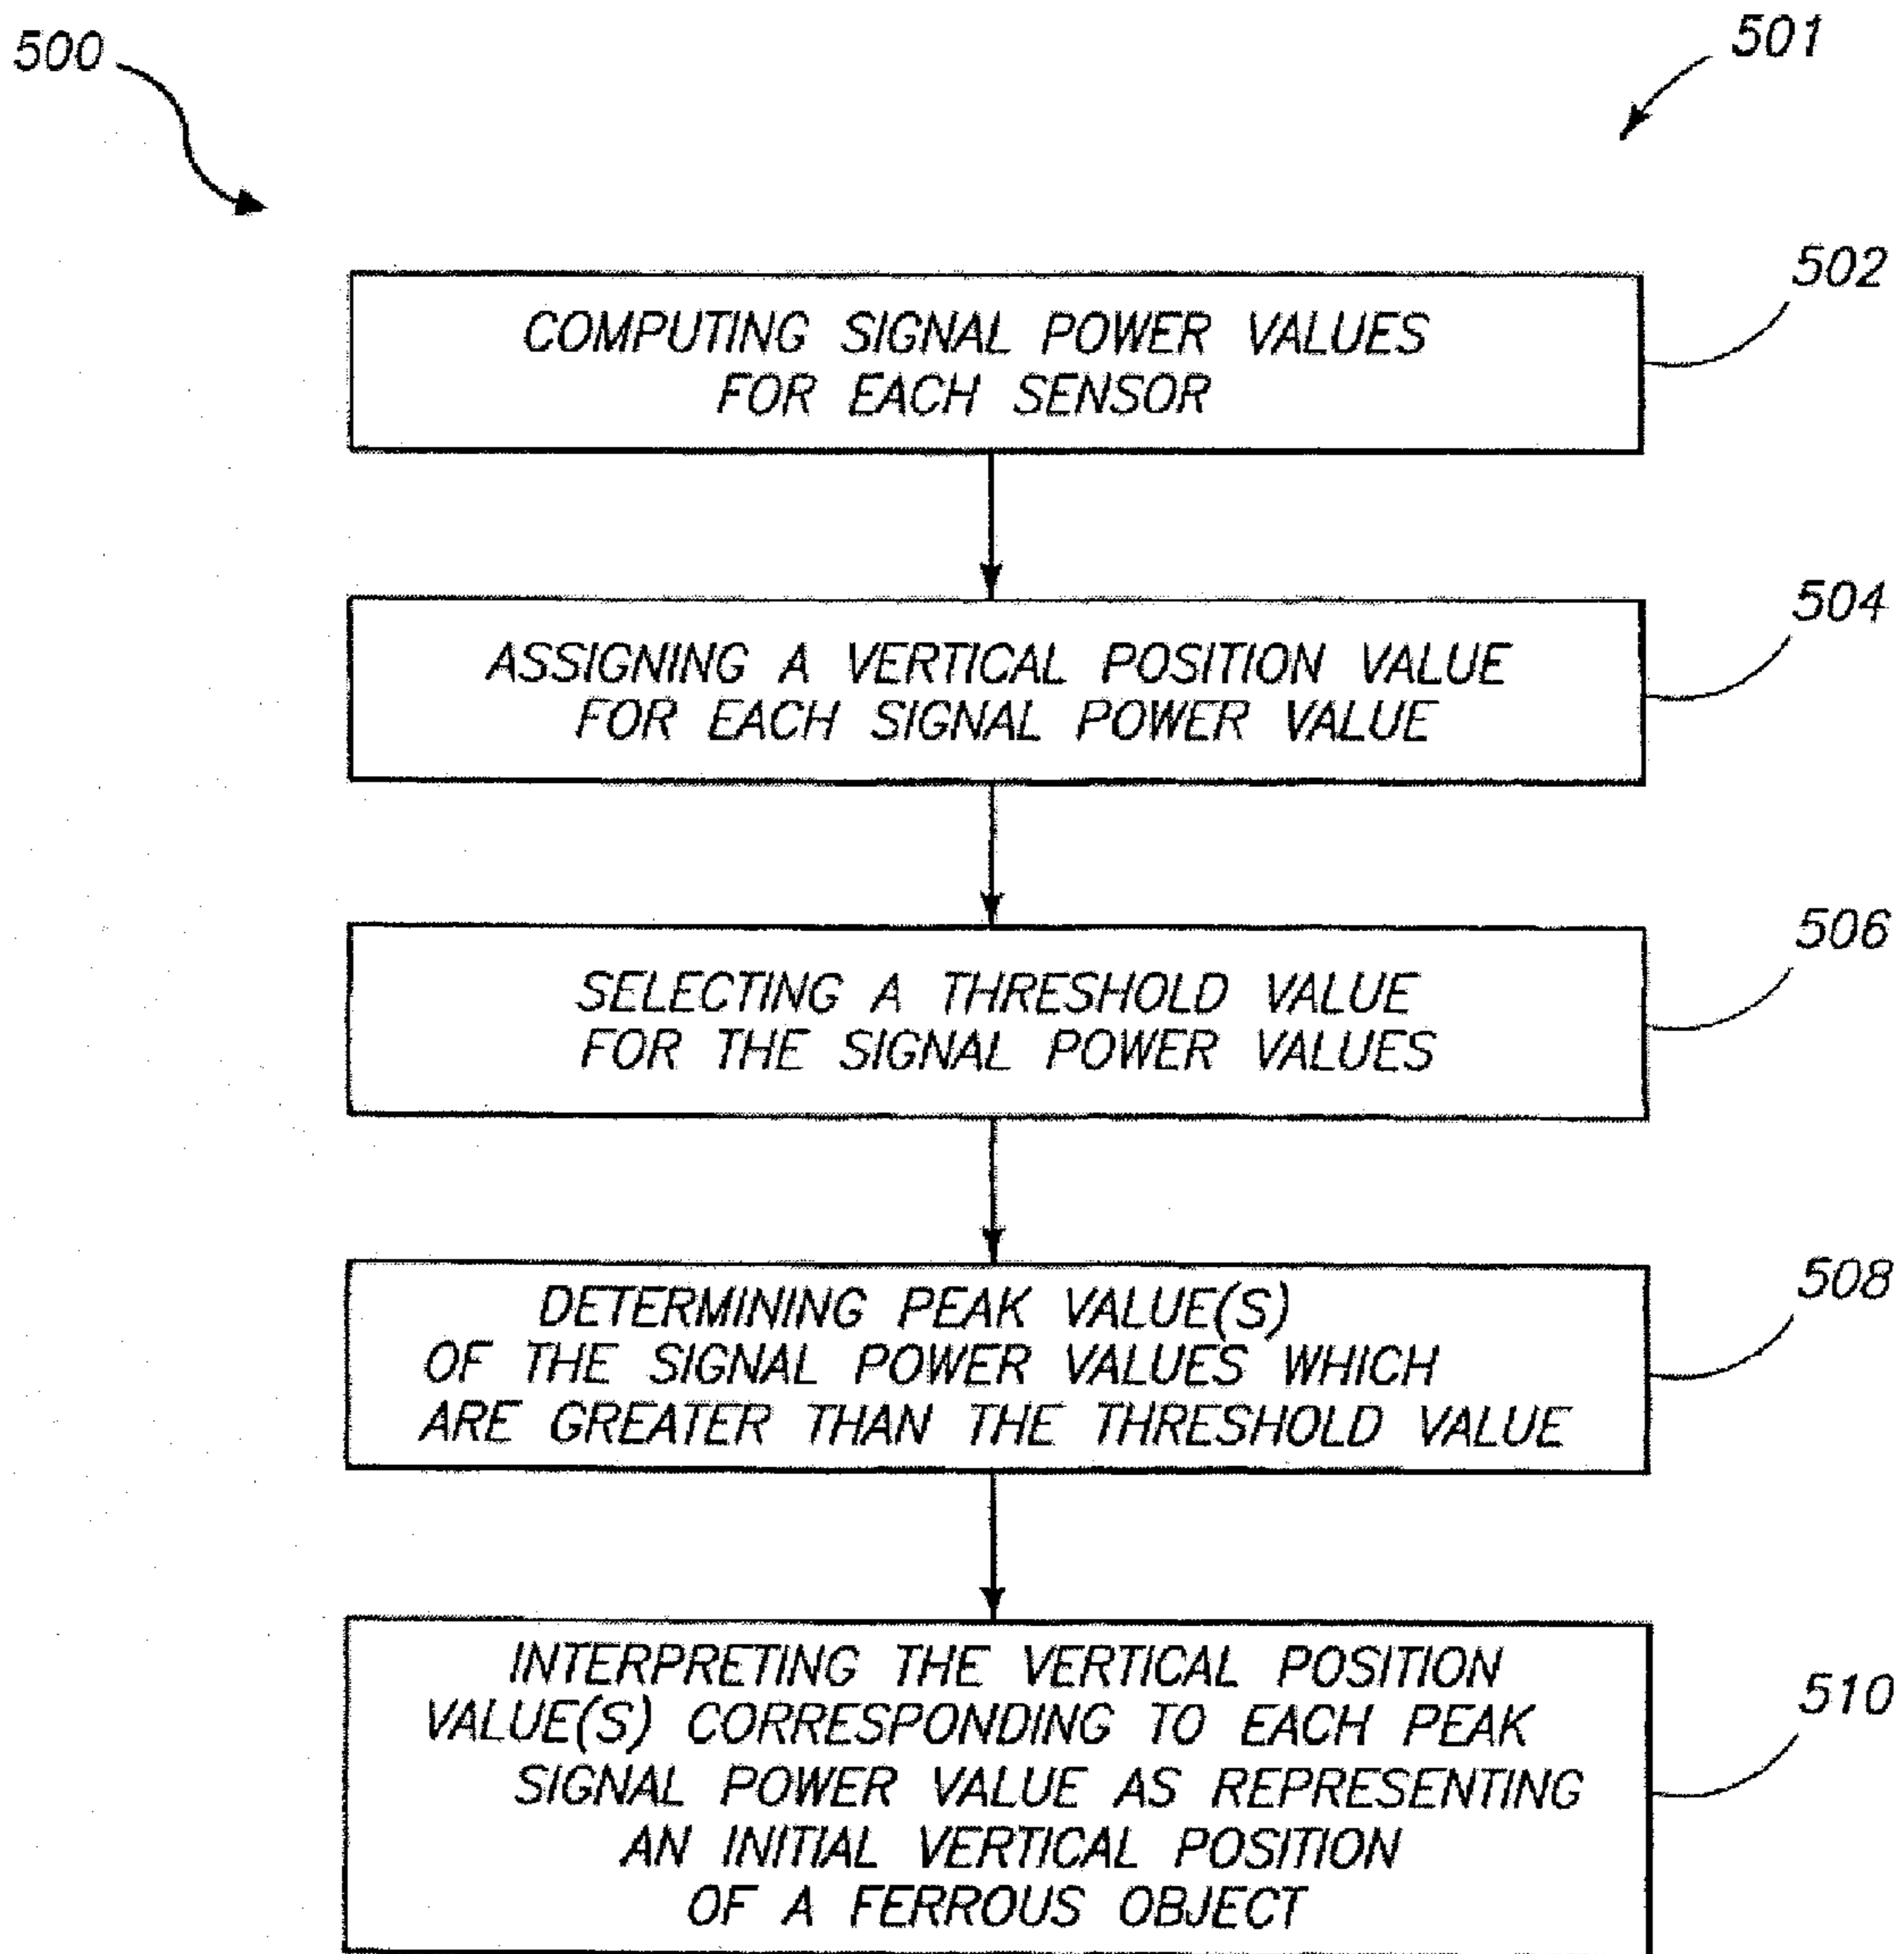 500
501
COMPUTING SIGNAL POWER VALUES
FOR EACH SENSOR
502
ASSIGNING A VERTICAL POSITION VALUE
FOR EACH SIGNAL POWER VALUE
504
SELECTING A THRESHOLD VALUE
FOR THE SIGNAL POWER VALUES
506
DETERMINING PEAK VALUE(S)
OF THE SIGNAL POWER VALUES WHICH
ARE GREATER THAN THE THRESHOLD VALUE
508
INTERPRETING THE VERTICAL POSITION
VALUE(S) CORRESPONDING TO EACH PEAK
SIGNAL POWER VALUE AS REPRESENTING
AN INITIAL VERTICAL POSITION
OF A FERROUS OBJECT
510